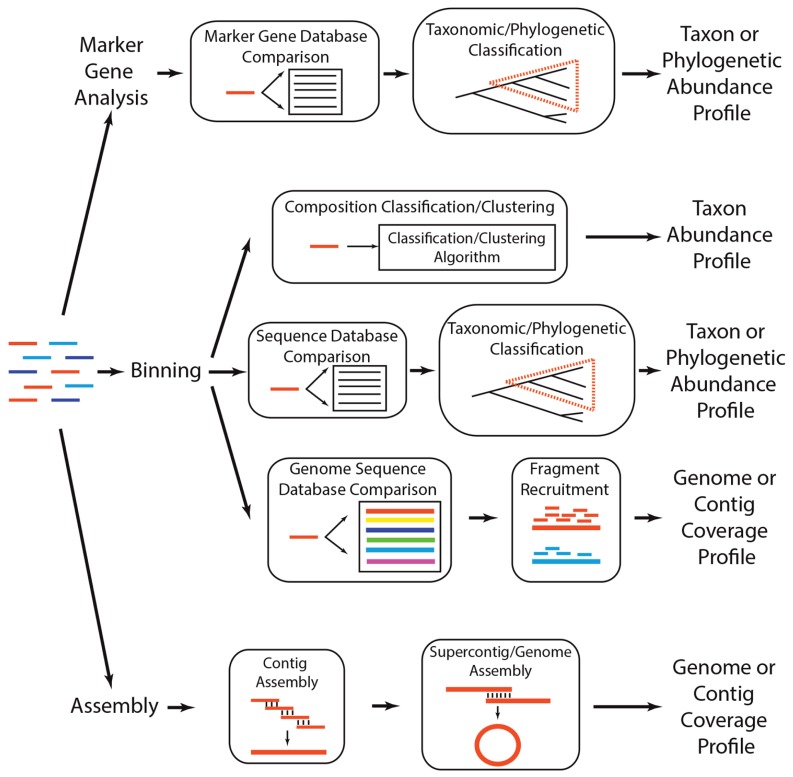 Marker
Gene
Analysis
Marker Gene Database
Comparison
Taxonomic/Phylogenetic
Classification
Taxon or
Phylogenetic
Abundance
Profile
Composition Classification/Clustering
Classification/Clustering
Algorithm
Taxon
Abundance
Profile
Binning
Sequence Database
Comparison
Taxonomic/Phylogenetic
Classification
Taxon or
Phylogenetic
Abundance
Profile
Genome Sequence
Database Comparison
Fragment
Recruitment
Genome or
Contig
Coverage
Profile
Assembly
Contig
Assembly
Supercontig/Genome
Assembly
Genome or
Contig
Coverage
Profile